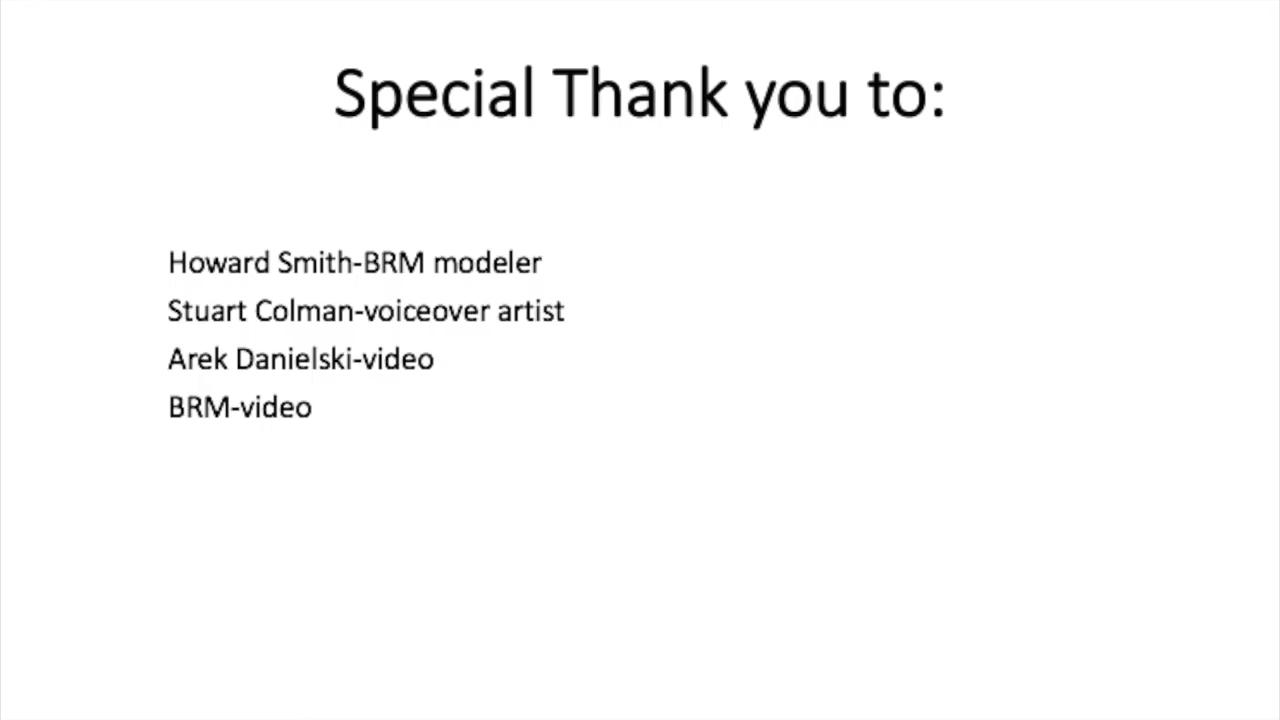 Special Thank you to:
Howard Smith-BRM modeler
Stuart Colman-voiceover artist
Arek Danielski-video
BRM-video